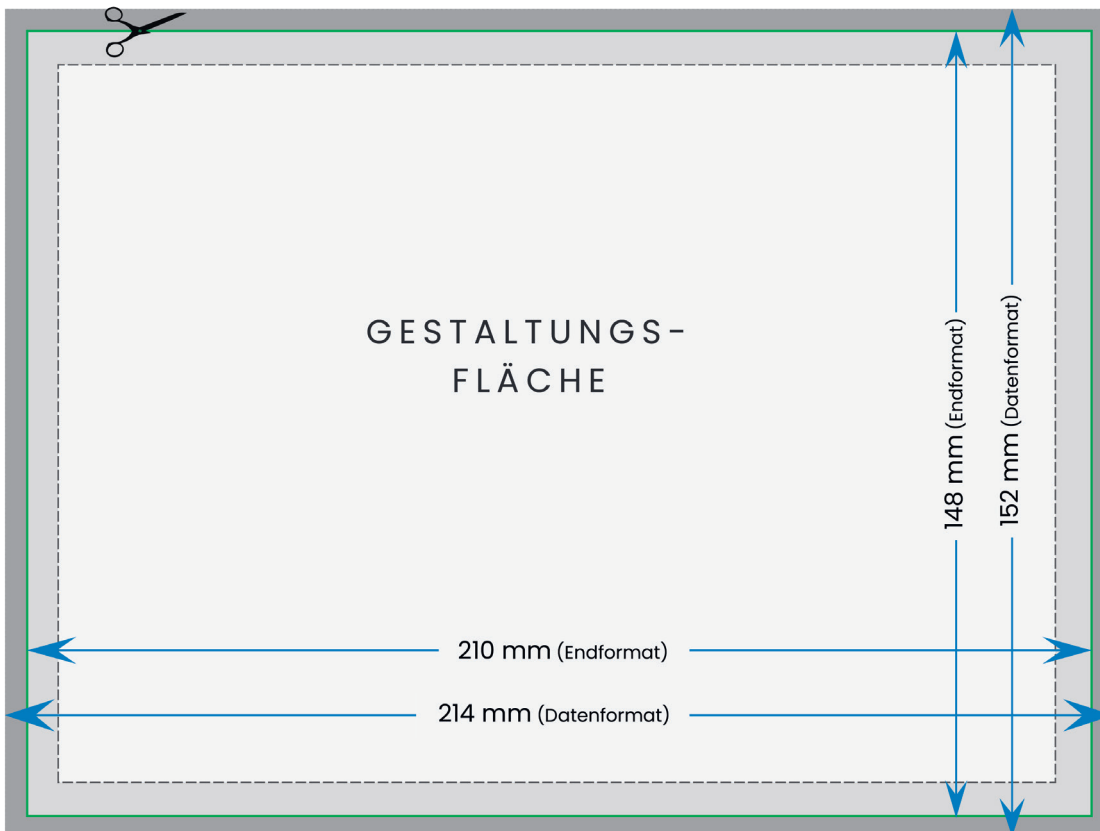 GESTALTUNGS-
FLÄCHE
148 mm (Endformat)
152 mm (Datenformat)
210 mm (Endformat)
214 mm (Datenformat)